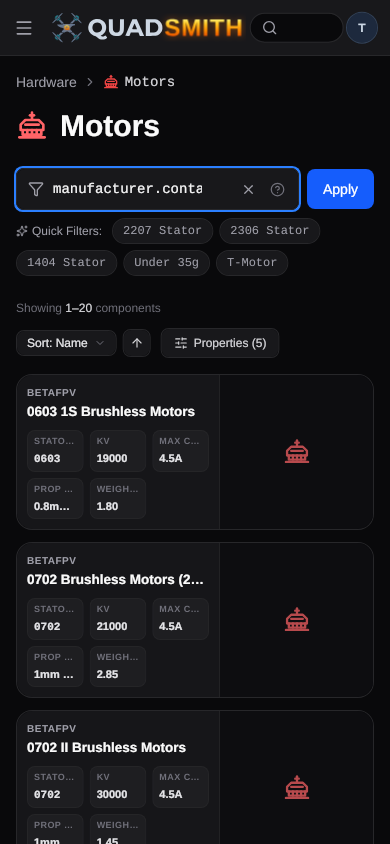 QUADSMITH
T
Hardware > Motors
Motors
manufacturer.conta
Apply
Quick Filters: 2207 Stator 2306 Stator
1404 Stator Under 35g T-Motor
Showing 1–20 components
Sort: Name
Properties (5)
BETAFPV
0603 1S Brushless Motors
STATO... KV MAX C...
0603 19000 4.5A
PROP ... WEIGH...
0.8m... 1.80
BETAFPV
0702 Brushless Motors (2...
STATO... KV MAX C...
0702 21000 4.5A
PROP ... WEIGH...
1mm ... 2.85
BETAFPV
0702 II Brushless Motors
STATO... KV MAX C...
0702 30000 4.5A
PROP ... WEIGH...
1mm 1.45